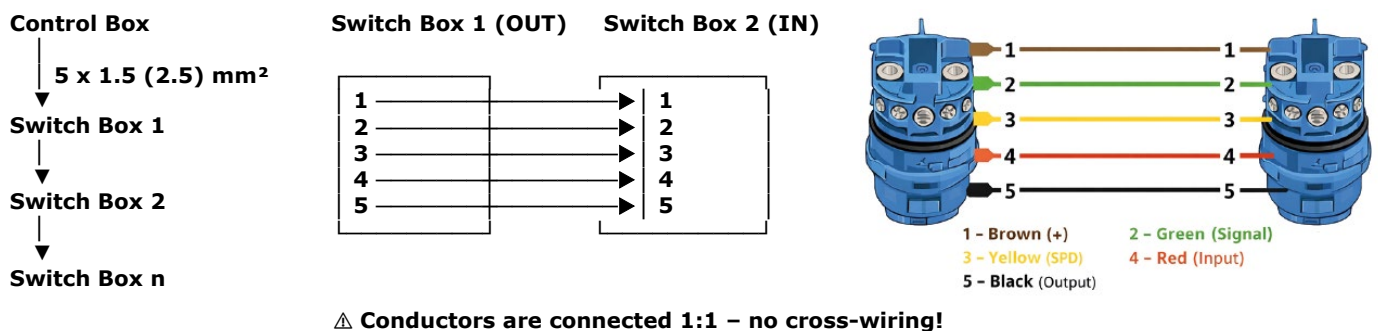 Control Box
5 x 1.5 (2.5) mm²
Switch Box 1
Switch Box 2
Switch Box n
Switch Box 1 (OUT) Switch Box 2 (IN)
1 1
2 2
3 3
4 4
5 5
1 1
2 2
3 3
4 4
5 5
1 – Brown (+) 2 – Green (Signal)
3 – Yellow (SPD) 4 – Red (Input)
5 – Black (Output)
⚠ Conductors are connected 1:1 – no cross-wiring!